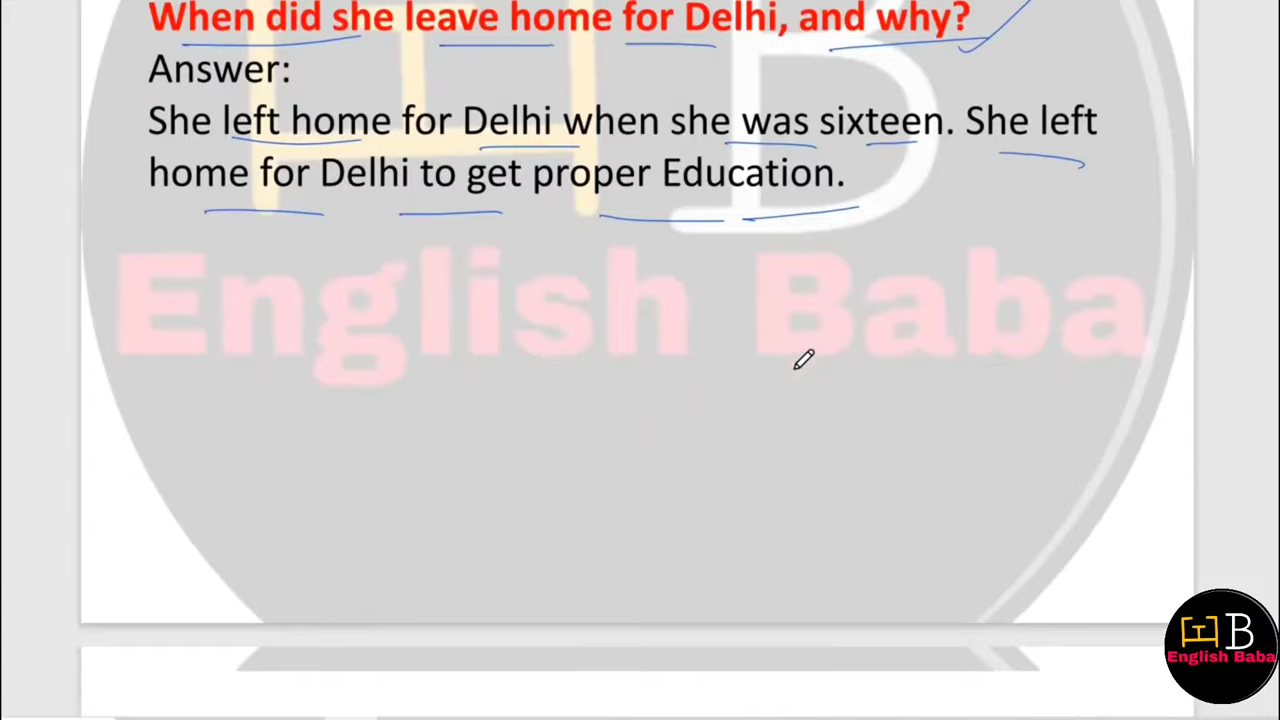 When did she leave home for Delhi, and why?
Answer:
She left home for Delhi when she was sixteen. She left
home for Delhi to get proper Education.
English Baba
B
English Baba